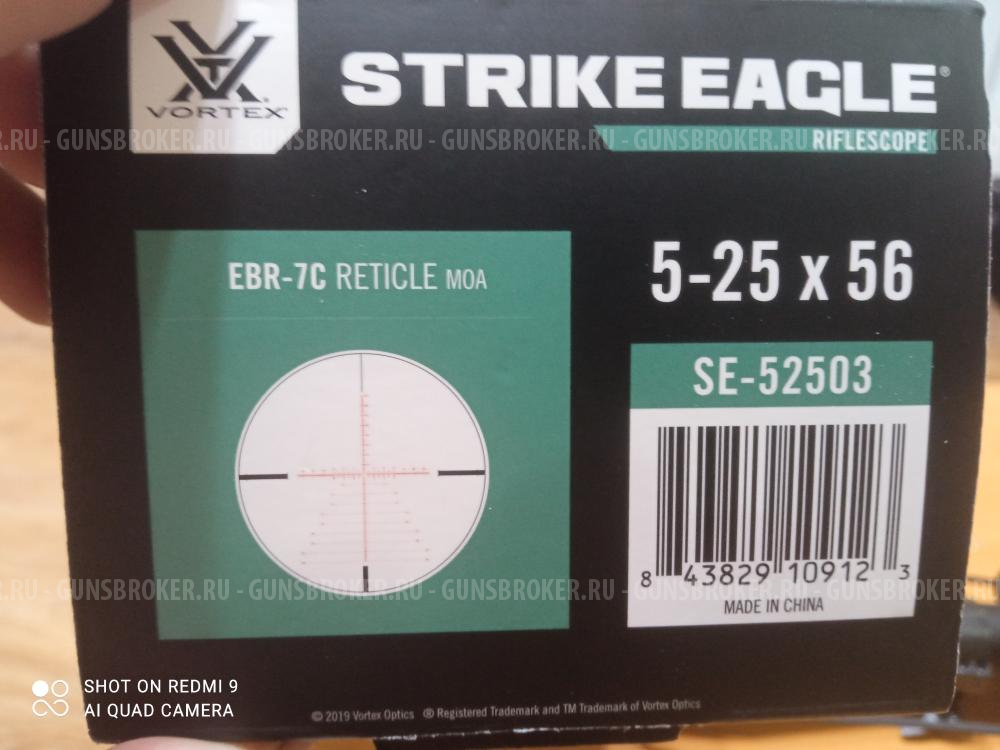 VORTEX®
STRIKE EAGLE®
RIFLESCOPE
.RU - GUNSBROKER.RU - GUNSBROKER.RU - GUNSBROKER.RU - GUNSBROKER.RU - GUNSBROKER
EBR-7C RETICLE MOA
5-25 x 56
SE-52503
8 43829 10912 3
.RU - GUNSBROKER.RU - GUNSBROKER.RU - GUNSBROKER.RU - GUNSBROKER.RU - GUNSBROKER
MADE IN CHINA
SHOT ON REDMI 9
AI QUAD CAMERA
© 2019 Vortex Optics ® Registered Trademark and TM Trademark of Vortex Optics